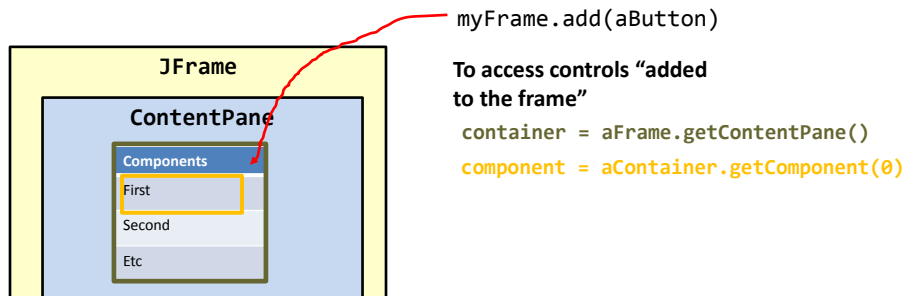 myFrame.add(aButton)
JFrame
To access controls “added
to the frame”
ContentPane
container = aFrame.getContentPane()
Components
component = aContainer.getComponent(0)
First
Second
Etc